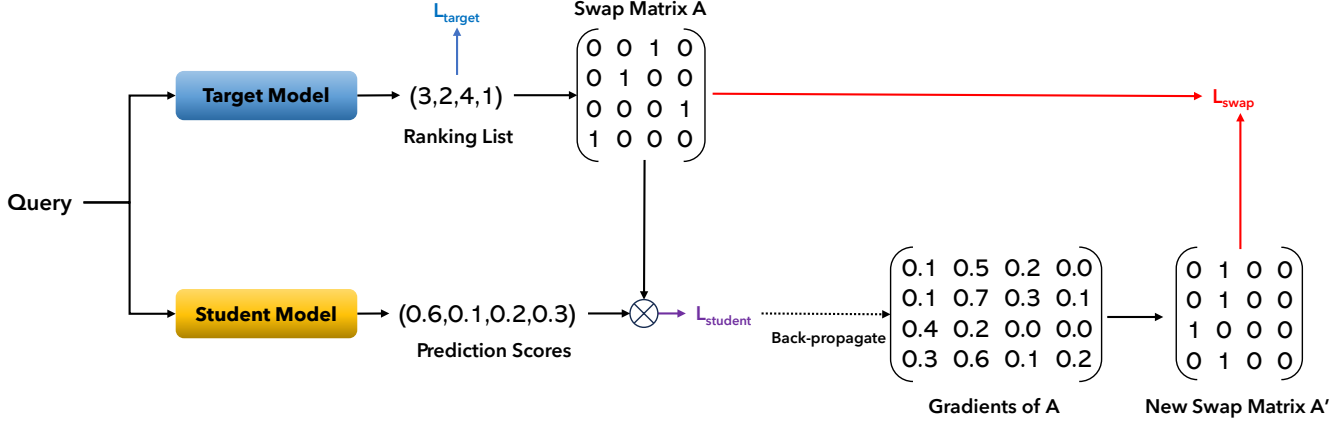 L_target
Swap Matrix A
0 0 1 0
0 1 0 0
0 0 0 1
1 0 0 0
Target Model
(3,2,4,1)
Ranking List
L_swap
Query
Student Model
(0.6,0.1,0.2,0.3)
Prediction Scores
L_student
Back-propagate
0.1 0.5 0.2 0.0
0.1 0.7 0.3 0.1
0.4 0.2 0.0 0.0
0.3 0.6 0.1 0.2
Gradients of A
0 1 0 0
0 1 0 0
1 0 0 0
0 1 0 0
New Swap Matrix A'